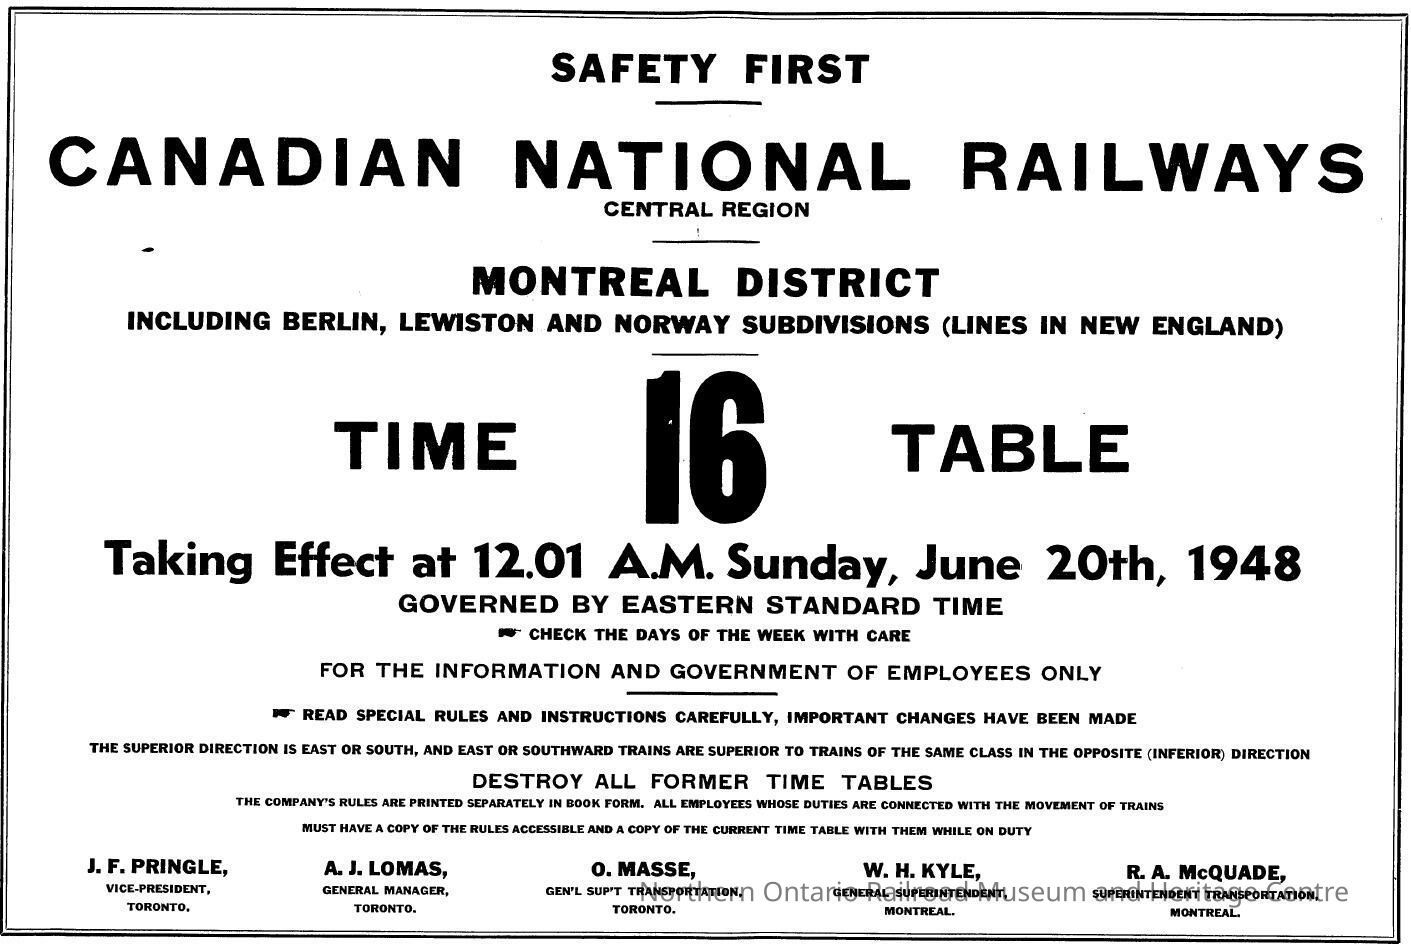 SAFETY FIRST
CANADIAN NATIONAL RAILWAYS
CENTRAL REGION
MONTREAL DISTRICT
INCLUDING BERLIN, LEWISTON AND NORWAY SUBDIVISIONS (LINES IN NEW ENGLAND)
TIME 16 TABLE
Taking Effect at 12.01 A.M. Sunday, June 20th, 1948
GOVERNED BY EASTERN STANDARD TIME
☛ CHECK THE DAYS OF THE WEEK WITH CARE
FOR THE INFORMATION AND GOVERNMENT OF EMPLOYEES ONLY
☛ READ SPECIAL RULES AND INSTRUCTIONS CAREFULLY, IMPORTANT CHANGES HAVE BEEN MADE
THE SUPERIOR DIRECTION IS EAST OR SOUTH, AND EAST OR SOUTHWARD TRAINS ARE SUPERIOR TO TRAINS OF THE SAME CLASS IN THE OPPOSITE (INFERIOR) DIRECTION
DESTROY ALL FORMER TIME TABLES
THE COMPANY'S RULES ARE PRINTED SEPARATELY IN BOOK FORM. ALL EMPLOYEES WHOSE DUTIES ARE CONNECTED WITH THE MOVEMENT OF TRAINS
MUST HAVE A COPY OF THE RULES ACCESSIBLE AND A COPY OF THE CURRENT TIME TABLE WITH THEM WHILE ON DUTY
J. F. PRINGLE,
VICE-PRESIDENT,
TORONTO.
A. J. LOMAS,
GENERAL MANAGER,
TORONTO.
O. MASSE,
GEN'L SUP'T TRANSPORTATION,
TORONTO.
W. H. KYLE,
GENERAL SUPERINTENDENT,
MONTREAL.
R. A. McQUADE,
SUPERINTENDENT TRANSPORTATION,
MONTREAL.
Northern Ontario Railroad Museum and Heritage Centre